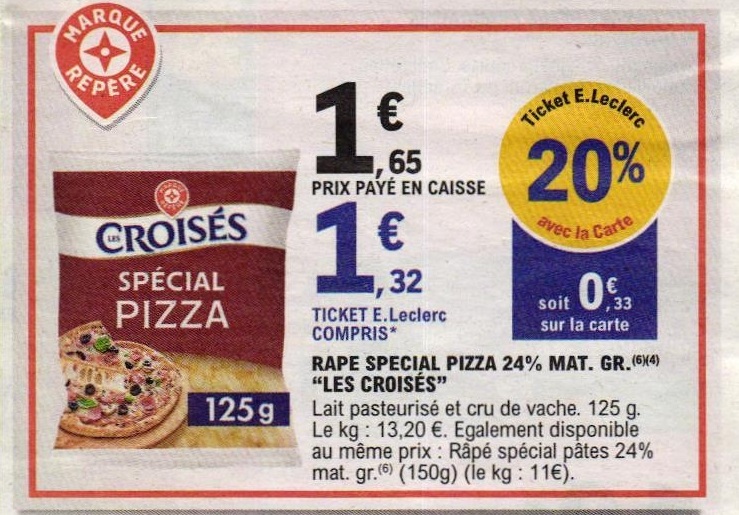 MARQUE
REPÈRE
LES CROISÉS
SPÉCIAL
PIZZA
125g
1€
,65
PRIX PAYÉ EN CAISSE
1€
,32
TICKET E.Leclerc
COMPRIS*
Ticket E.Leclerc
20%
avec la Carte
soit 0€,33
sur la carte
RAPE SPECIAL PIZZA 24% MAT. GR.(6)(4)
“LES CROISÉS”
Lait pasteurisé et cru de vache. 125 g.
Le kg : 13,20 €. Egalement disponible
au même prix : Râpé spécial pâtes 24%
mat. gr.(6) (150g) (le kg : 11€).